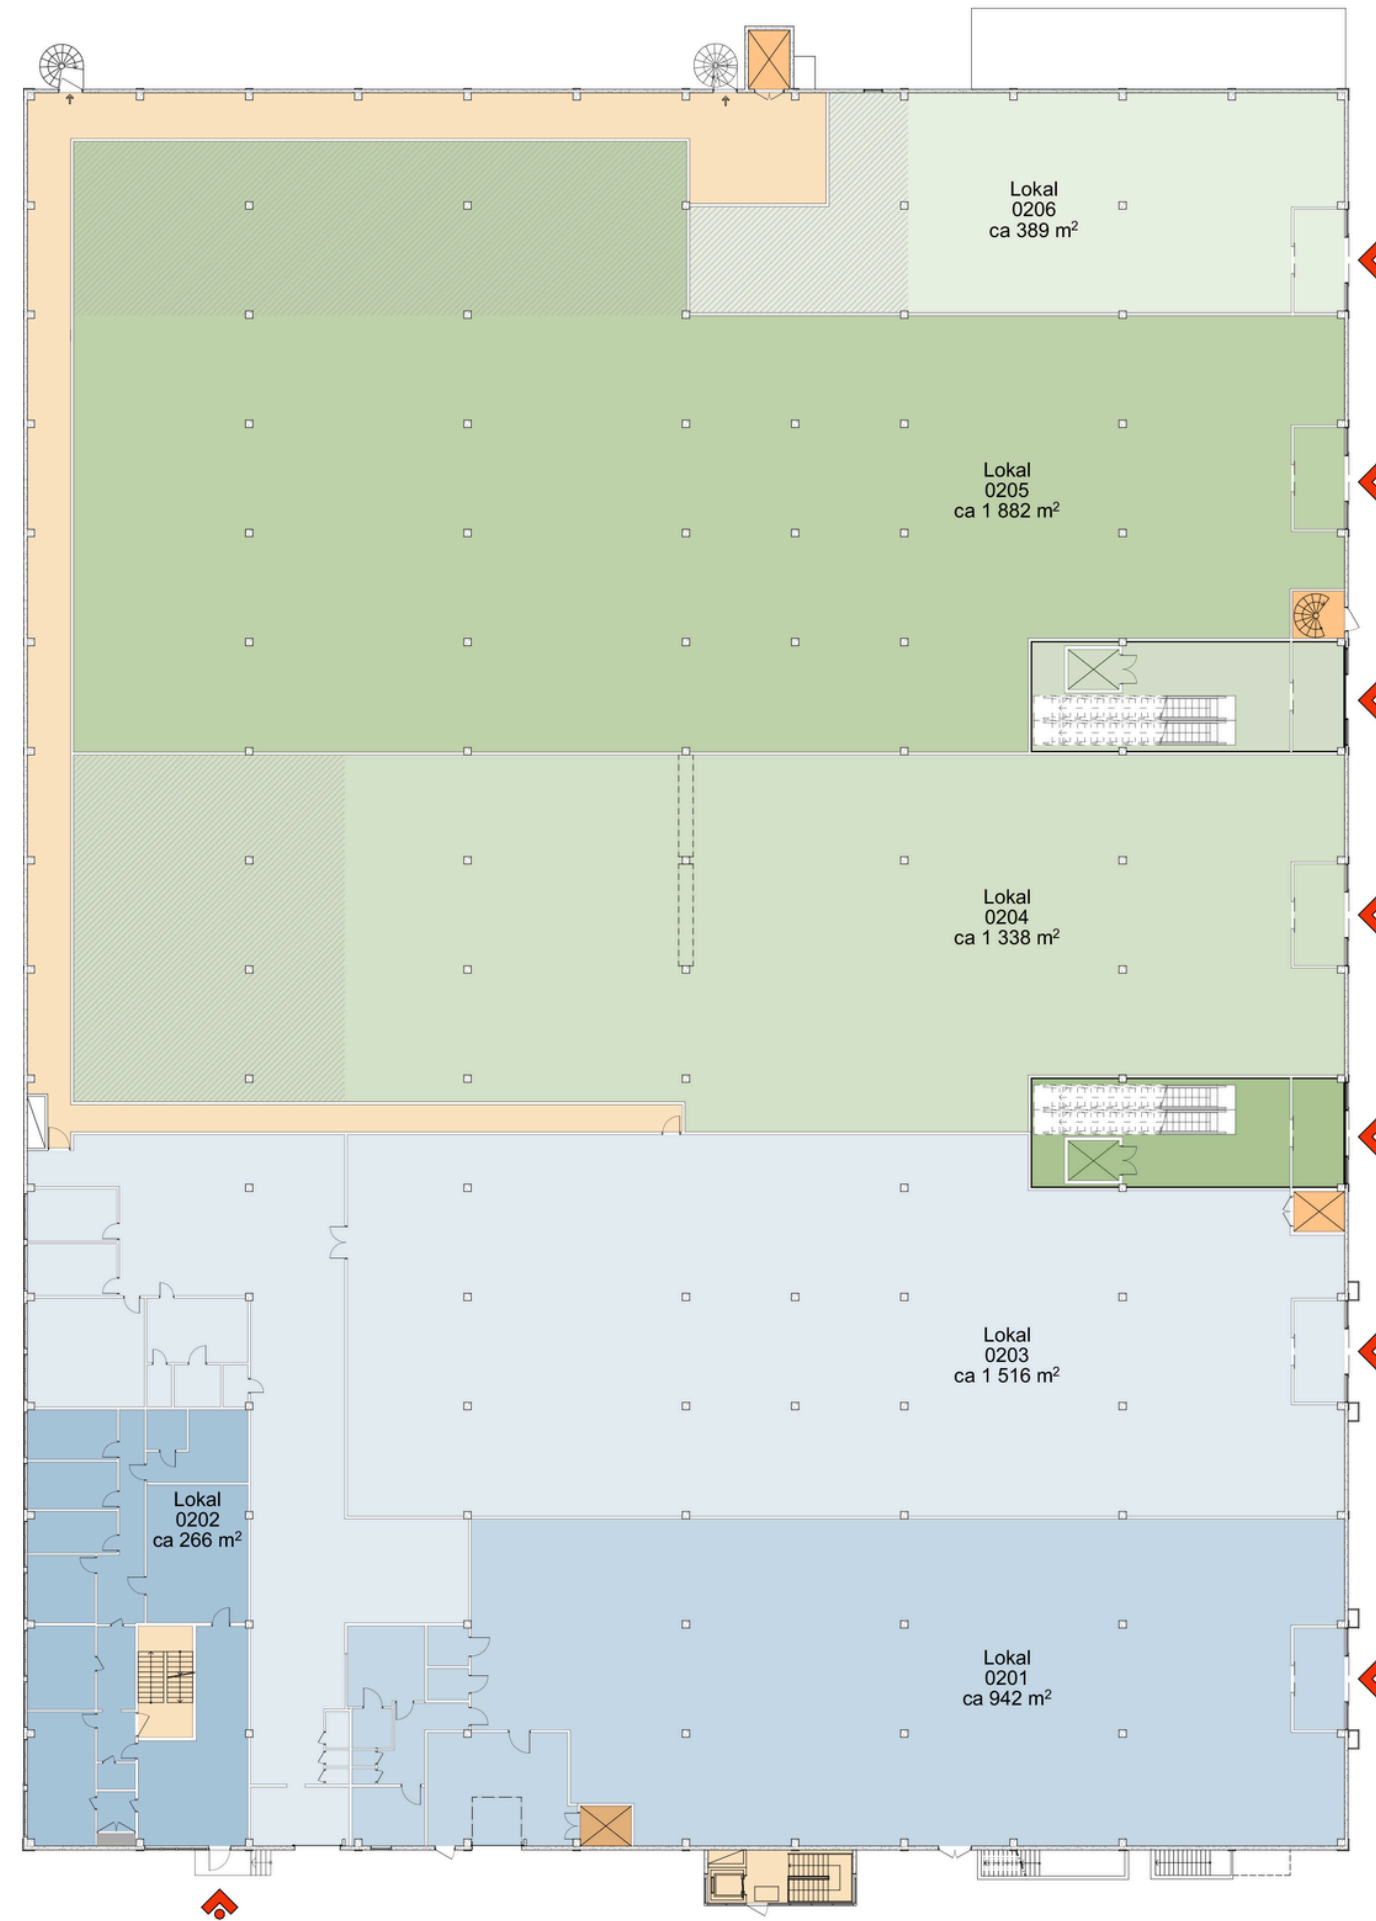 Lokal
0206
ca 389 m²
Lokal
0205
ca 1 882 m²
Lokal
0204
ca 1 338 m²
Lokal
0203
ca 1 516 m²
Lokal
0202
ca 266 m²
Lokal
0201
ca 942 m²